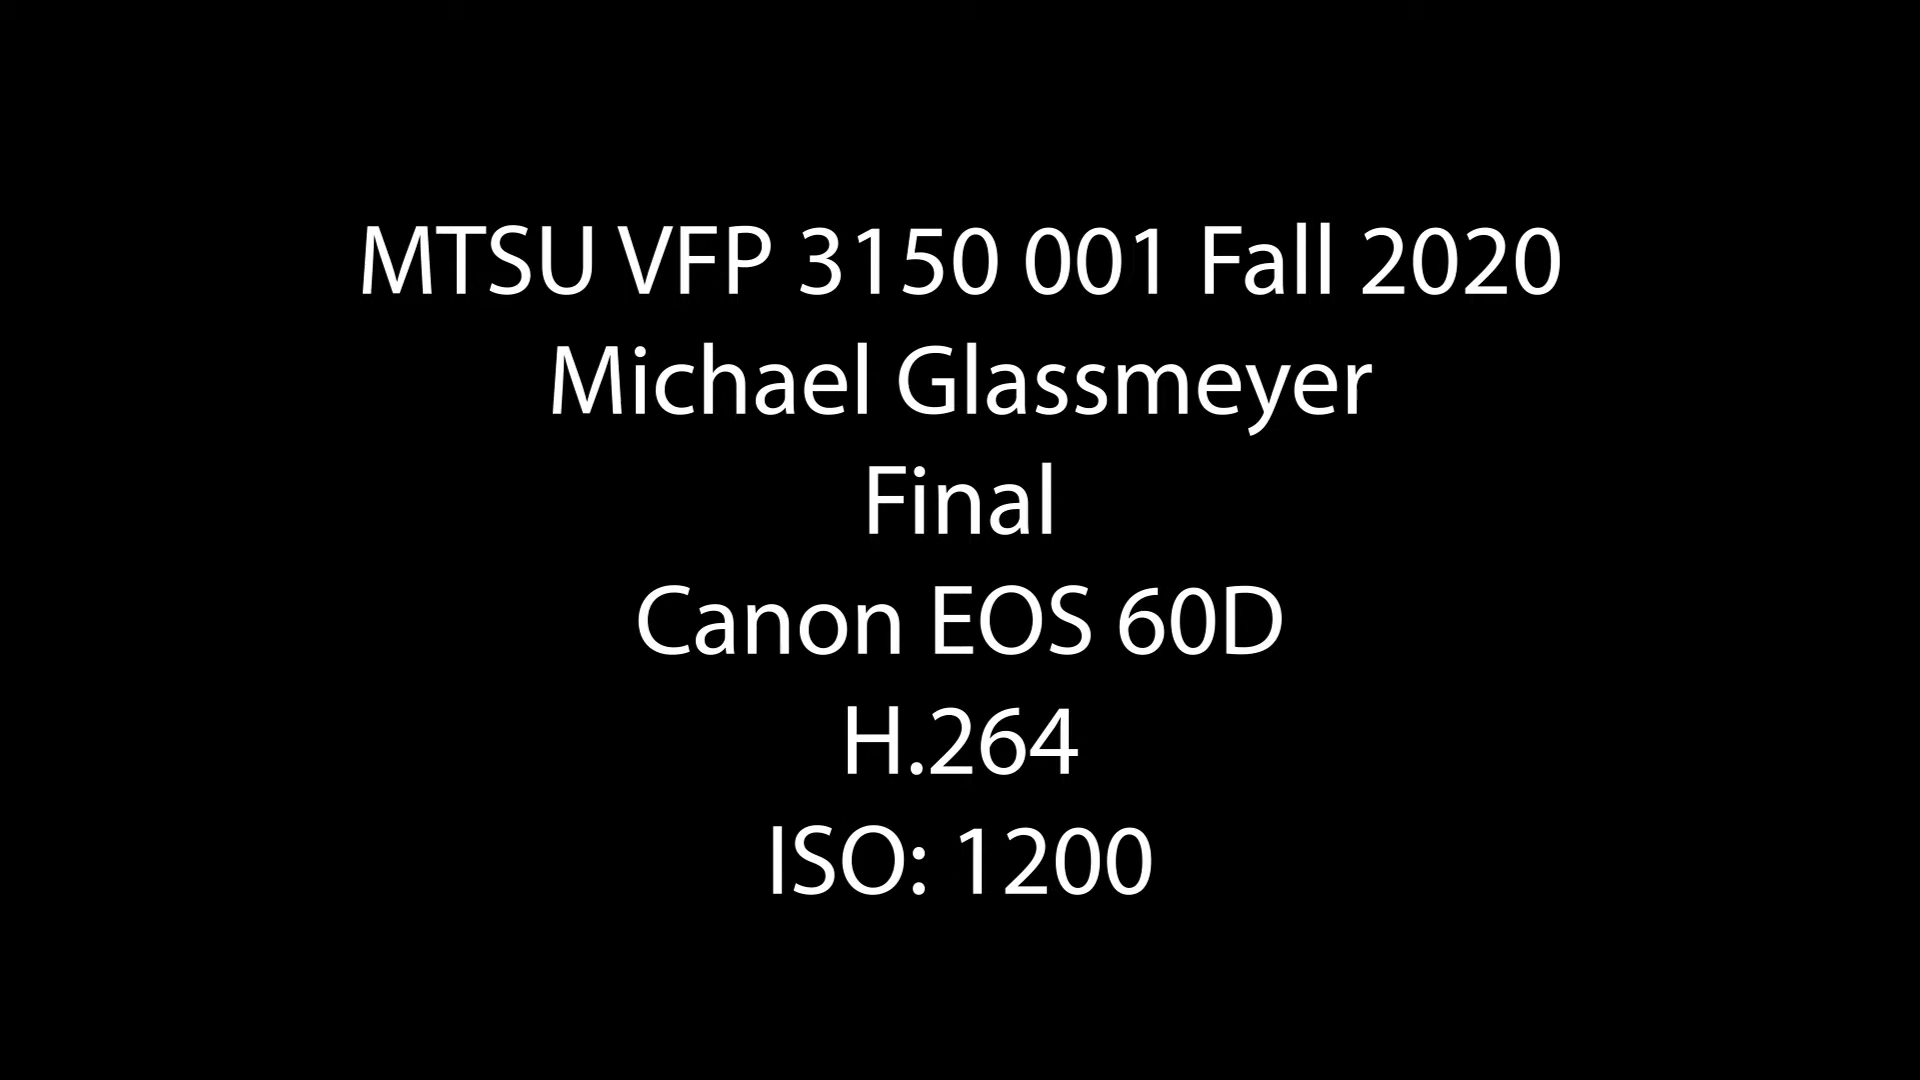 MTSU VFP 3150 001 Fall 2020
Michael Glassmeyer
Final
Canon EOS 60D
H.264
ISO: 1200